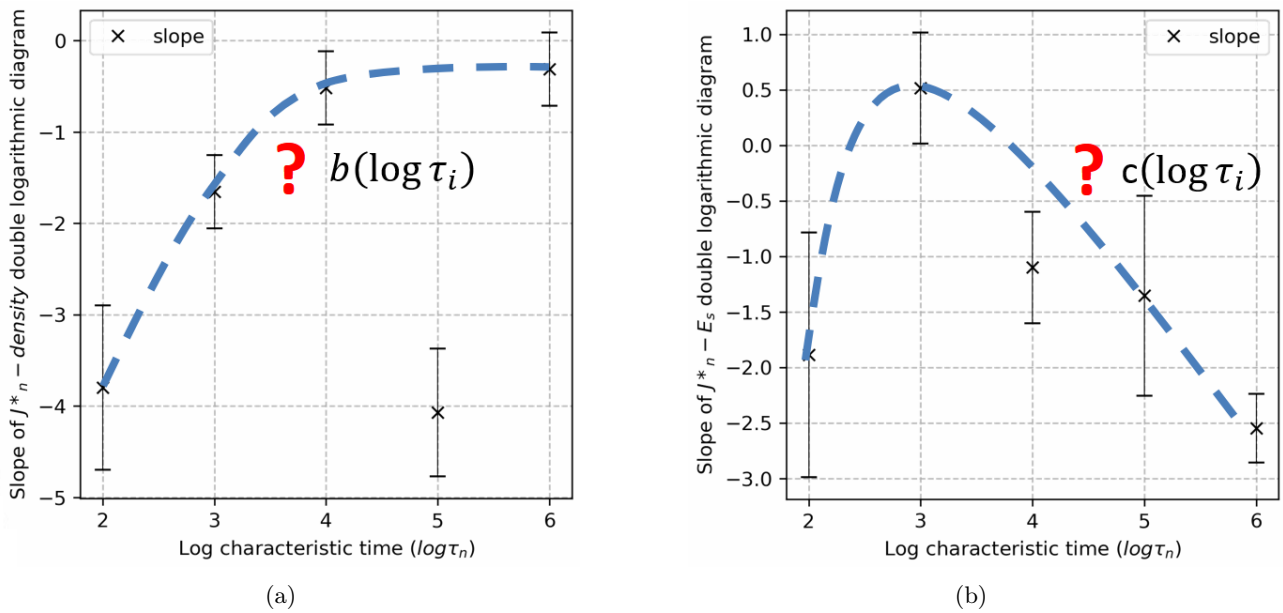 Slope of J*n − density double logarithmic diagram
0
−1
−2
−3
−4
−5
slope
? b(log τi)
2 3 4 5 6
Log characteristic time (logτn)
(a)
Slope of J*n − Es double logarithmic diagram
1.0
0.5
0.0
−0.5
−1.0
−1.5
−2.0
−2.5
−3.0
slope
? c(log τi)
2 3 4 5 6
Log characteristic time (logτn)
(b)